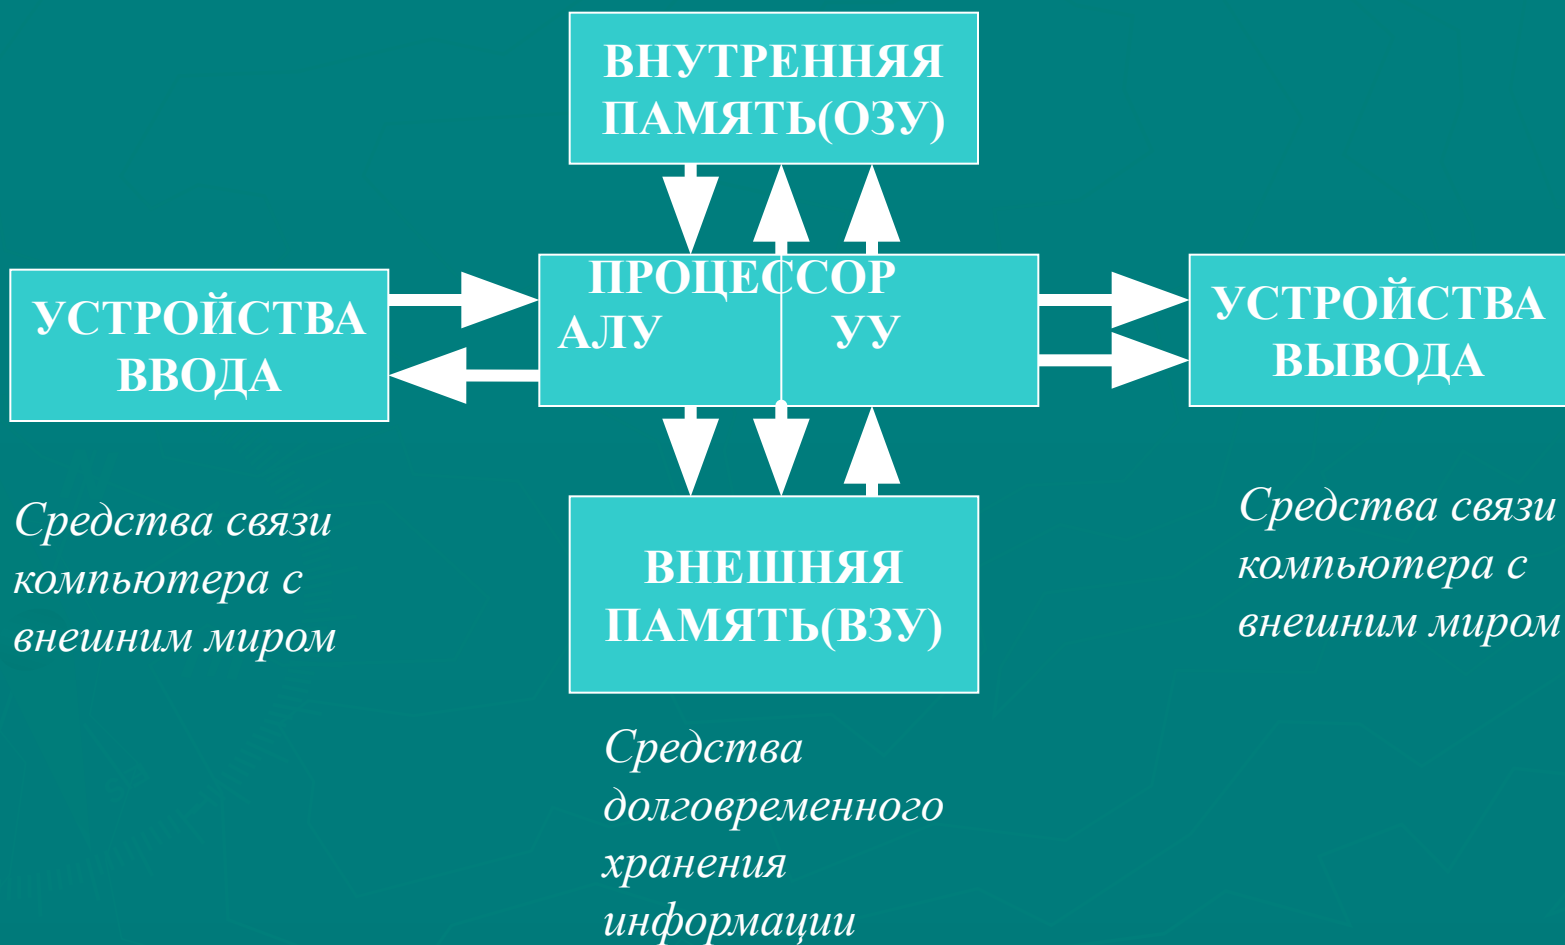 ВНУТРЕННЯЯ
ПАМЯТЬ(ОЗУ)
ПРОЦЕССОР
АЛУ УУ
УСТРОЙСТВА
ВВОДА
УСТРОЙСТВА
ВЫВОДА
Средства связи
компьютера с
внешним миром
ВНЕШНЯЯ
ПАМЯТЬ(ВЗУ)
Средства связи
компьютера с
внешним миром
Средства
долговременного
хранения
информации